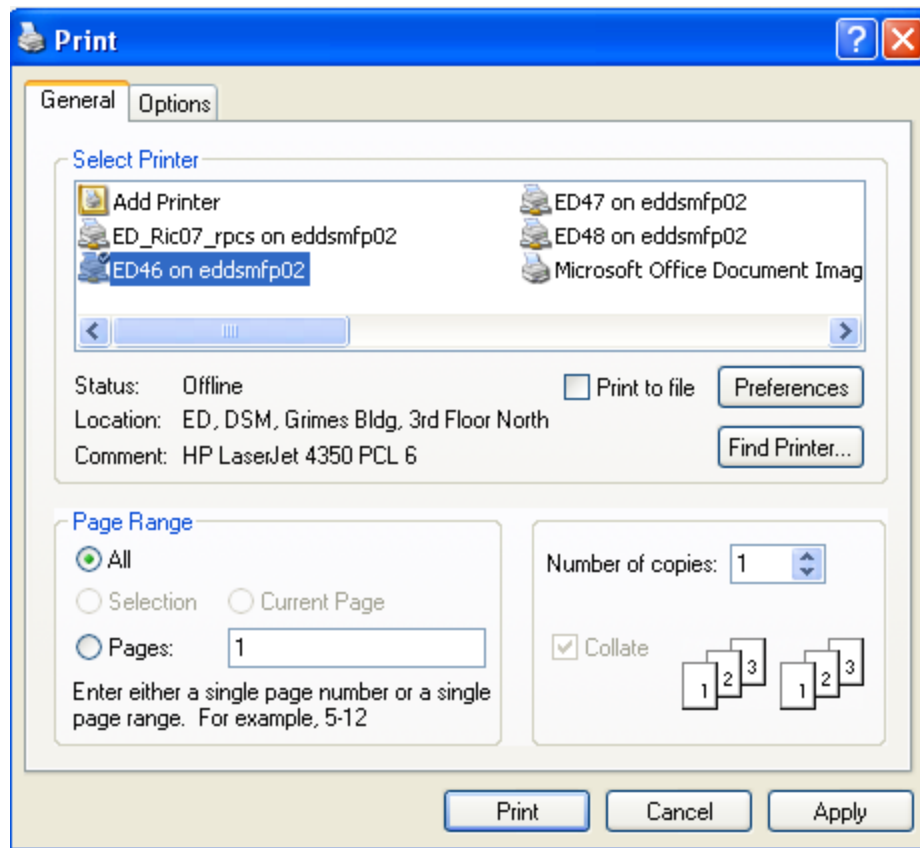 Print
General Options
Select Printer
Add Printer
ED_Ric07_rpcs on eddsmfp02
ED46 on eddsmfp02
ED47 on eddsmfp02
ED48 on eddsmfp02
Microsoft Office Document Imag
Status: Offline
Print to file
Preferences
Location: ED, DSM, Grimes Bldg, 3rd Floor North
Comment: HP LaserJet 4350 PCL 6
Find Printer...
Page Range
All
Selection Current Page
Pages: 1
Enter either a single page number or a single
page range. For example, 5-12
Number of copies: 1
Collate
1 2 3 1 2 3
Print Cancel Apply